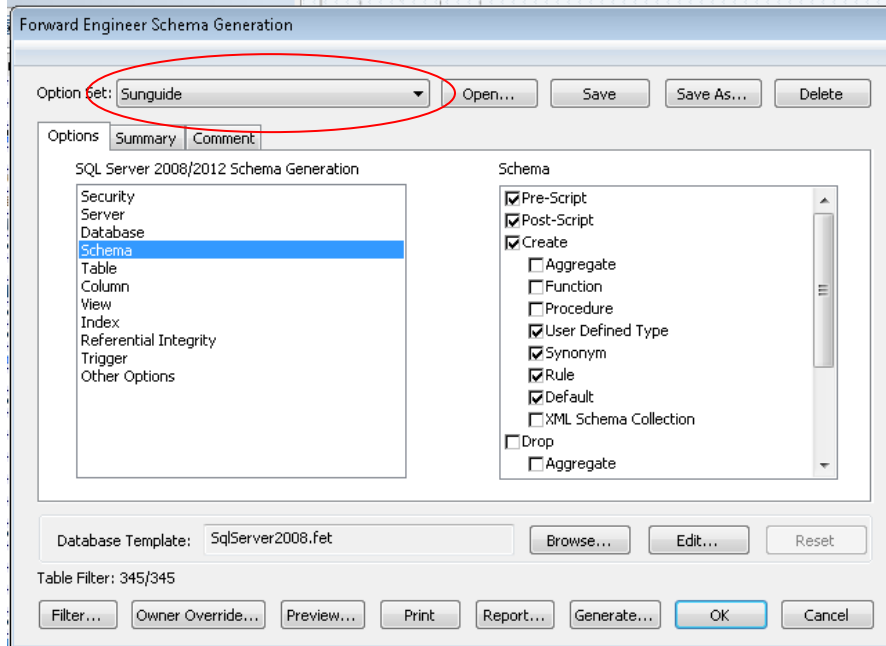 Forward Engineer Schema Generation
Option Set: Sunguide Open... Save Save As... Delete
Options Summary Comment
SQL Server 2008/2012 Schema Generation
Security
Server
Database
Schema
Table
Column
View
Index
Referential Integrity
Trigger
Other Options
Schema
Pre-Script
Post-Script
Create
Aggregate
Function
Procedure
User Defined Type
Synonym
Rule
Default
XML Schema Collection
Drop
Aggregate
Database Template: SqlServer2008.fet Browse... Edit... Reset
Table Filter: 345/345
Filter... Owner Override... Preview... Print Report... Generate... OK Cancel